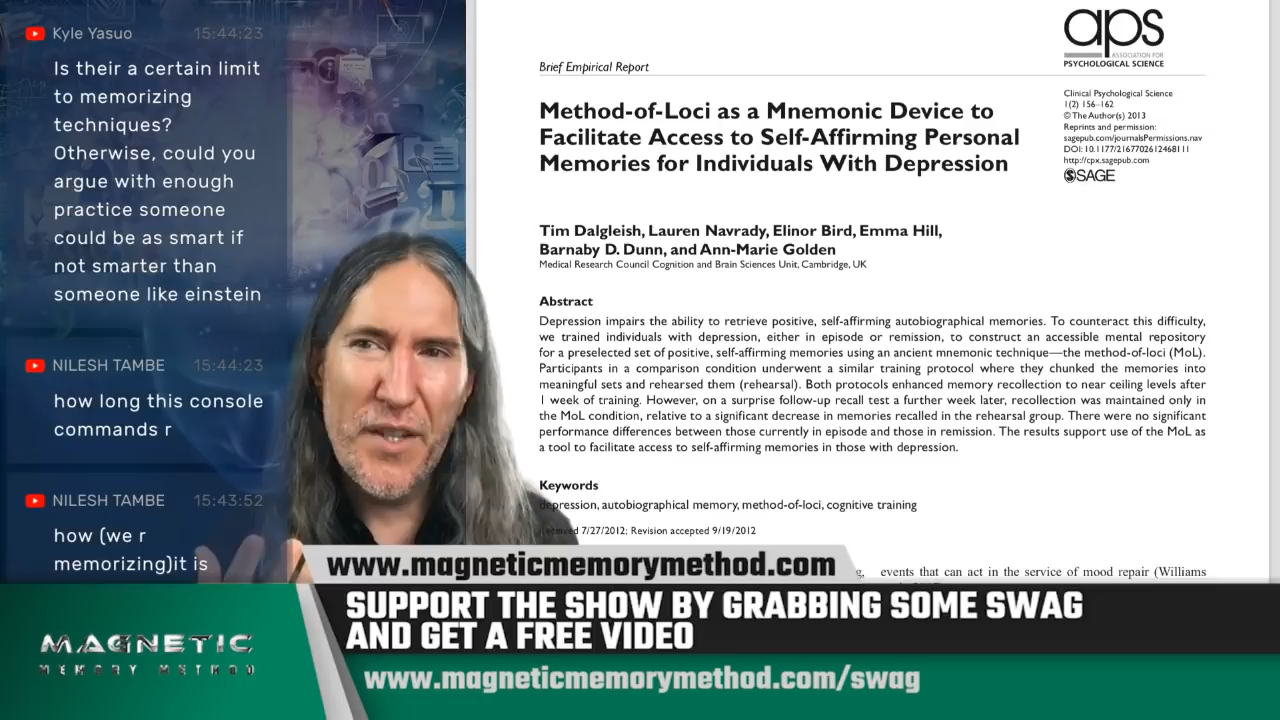 Kyle Yasuo 15:44:23
Is their a certain limit
to memorizing
techniques?
Otherwise, could you
argue with enough
practice someone
could be as smart if
not smarter than
someone like einstein
NILESH TAMBE 15:44:23
how long this console
commands r
NILESH TAMBE 15:43:52
how (we r
memorizing)it is
aps
ASSOCIATION FOR
PSYCHOLOGICAL SCIENCE
Brief Empirical Report
Clinical Psychological Science
1(2) 156–162
© The Author(s) 2013
Reprints and permission:
sagepub.com/journalsPermissions.nav
DOI: 10.1177/2167702612468111
http://cpx.sagepub.com
SAGE
Method-of-Loci as a Mnemonic Device to
Facilitate Access to Self-Affirming Personal
Memories for Individuals With Depression
Tim Dalgleish, Lauren Navrady, Elinor Bird, Emma Hill,
Barnaby D. Dunn, and Ann-Marie Golden
Medical Research Council Cognition and Brain Sciences Unit, Cambridge, UK
Abstract
Depression impairs the ability to retrieve positive, self-affirming autobiographical memories. To counteract this difficulty,
we trained individuals with depression, either in episode or remission, to construct an accessible mental repository
for a preselected set of positive, self-affirming memories using an ancient mnemonic technique—the method-of-loci (MoL).
Participants in a comparison condition underwent a similar training protocol where they chunked the memories into
meaningful sets and rehearsed them (rehearsal). Both protocols enhanced memory recollection to near ceiling levels after
1 week of training. However, on a surprise follow-up recall test a further week later, recollection was maintained only in
the MoL condition, relative to a significant decrease in memories recalled in the rehearsal group. There were no significant
performance differences between those currently in episode and those in remission. The results support use of the MoL as
a tool to facilitate access to self-affirming memories in those with depression.
Keywords
depression, autobiographical memory, method-of-loci, cognitive training
7/27/2012; Revision accepted 9/19/2012
events that can act in the service of mood repair (Williams
www.magneticmemorymethod.com
SUPPORT THE SHOW BY GRABBING SOME SWAG
AND GET A FREE VIDEO
www.magneticmemorymethod.com/swag
MAGNETIC
MEMORY METHOD